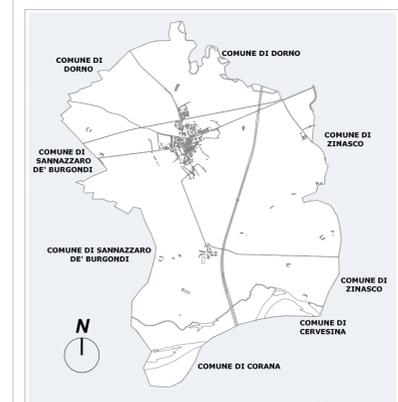 COMUNE DI DORNO
COMUNE DI
DORNO
COMUNE DI
ZINASCO
COMUNE DI
SANNAZZARO
DE' BURGONDI
COMUNE DI SANNAZZARO
DE' BURGONDI
COMUNE DI
ZINASCO
COMUNE DI
CERVESINA
N
COMUNE DI CORANA